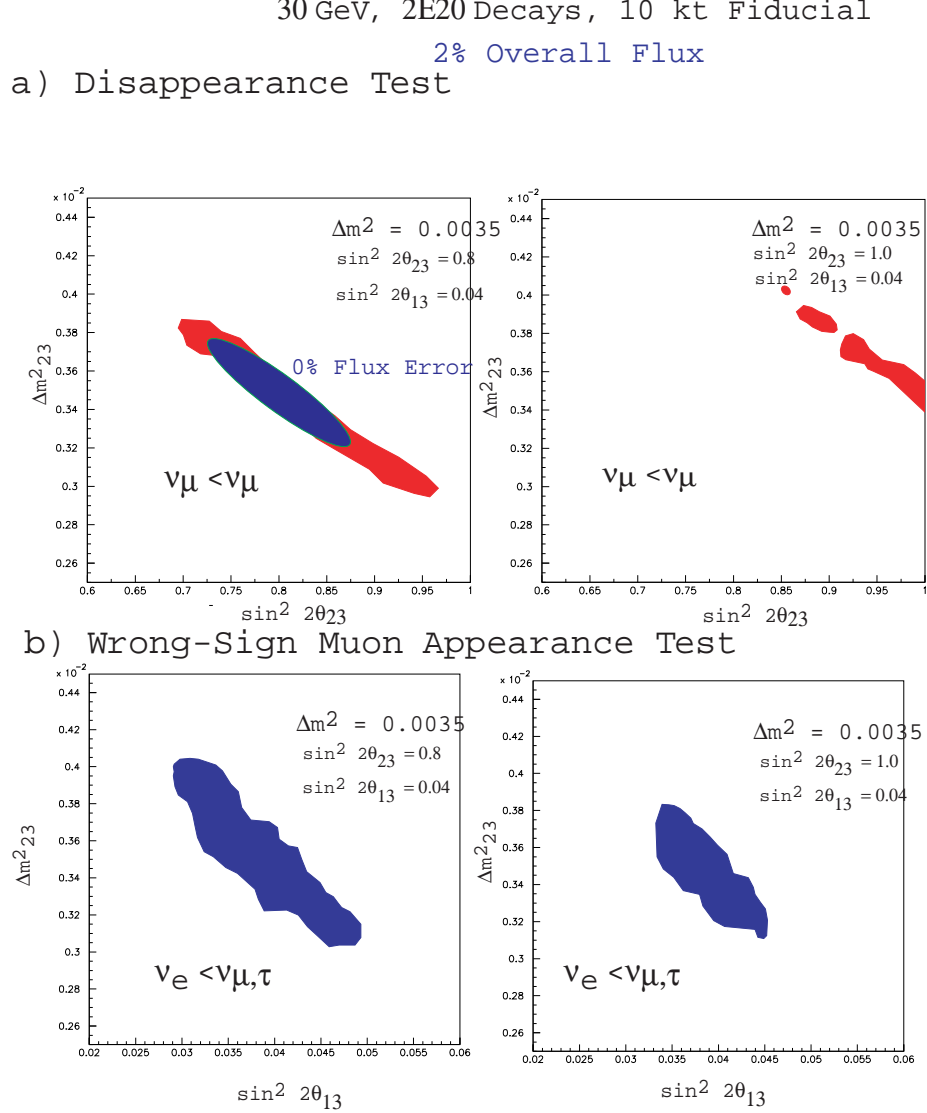 30 GeV, 2E20 Decays, 10 kt Fiducial
2% Overall Flux
a) Disappearance Test
x 10⁻²
0.44
0.42
0.4
0.38
0.36
0.34
0.32
0.3
0.28
0.26
Δm²23
Δm² = 0.0035
sin² 2θ23 = 0.8
sin² 2θ13 = 0.04
0% Flux Error
νμ <νμ
0.6 0.65 0.7 0.75 0.8 0.85 0.9 0.95 1
sin² 2θ23
x 10⁻²
0.44
0.42
0.4
0.38
0.36
0.34
0.32
0.3
0.28
0.26
Δm²23
Δm² = 0.0035
sin² 2θ23 = 1.0
sin² 2θ13 = 0.04
νμ <νμ
0.6 0.65 0.7 0.75 0.8 0.85 0.9 0.95 1
sin² 2θ23
b) Wrong-Sign Muon Appearance Test
x 10⁻²
0.44
0.42
0.4
0.38
0.36
0.34
0.32
0.3
0.28
0.26
Δm²23
Δm² = 0.0035
sin² 2θ23 = 0.8
sin² 2θ13 = 0.04
νe <νμ,τ
0.02 0.025 0.03 0.035 0.04 0.045 0.05 0.055 0.06
sin² 2θ13
x 10⁻²
0.44
0.42
0.4
0.38
0.36
0.34
0.32
0.3
0.28
0.26
Δm²23
Δm² = 0.0035
sin² 2θ23 = 1.0
sin² 2θ13 = 0.04
νe <νμ,τ
0.02 0.025 0.03 0.035 0.04 0.045 0.05 0.055 0.06
sin² 2θ13